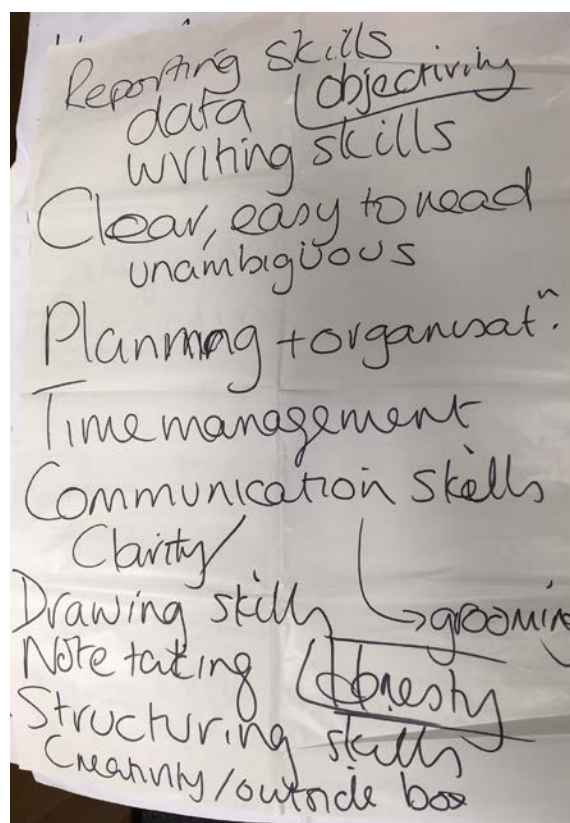 Reporting skills
data objectivity
writing skills
Clear, easy to read
unambiguous
Planning + organisatⁿ.
Time management
Communication skills
Clarity
Drawing skills → grooming
Note taking honesty
Structuring skills
Creativity / outside box